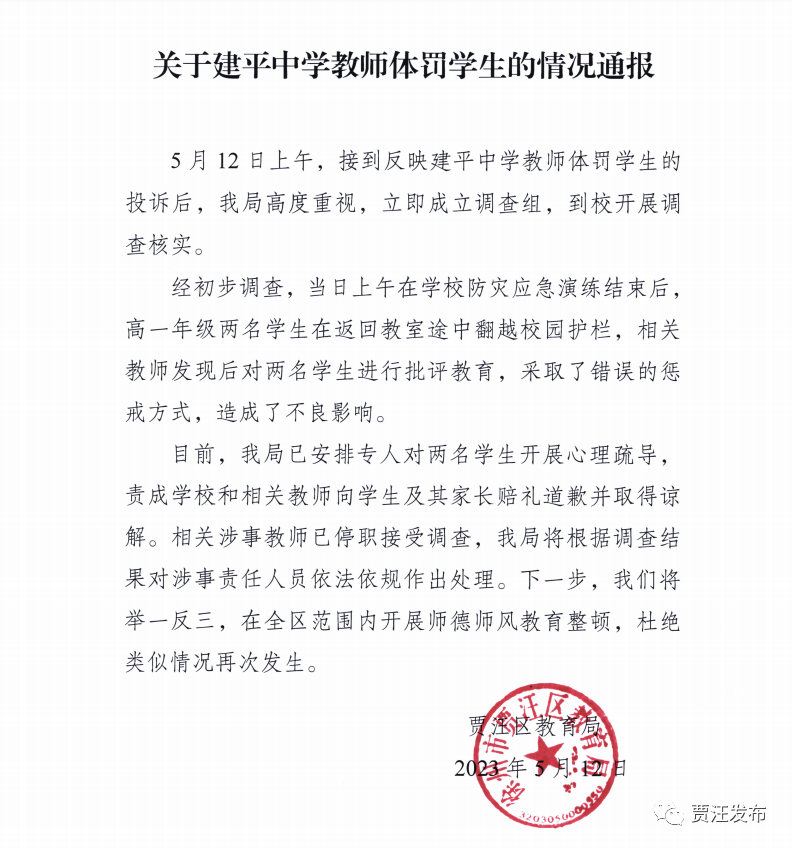 关于建平中学教师体罚学生的情况通报
5月12日上午，接到反映建平中学教师体罚学生的
投诉后，我局高度重视，立即成立调查组，到校开展调
查核实。
经初步调查，当日上午在学校防灾应急演练结束后，
高一年级两名学生在返回教室途中翻越校园护栏，相关
教师发现后对两名学生进行批评教育，采取了错误的惩
戒方式，造成了不良影响。
目前，我局已安排专人对两名学生开展心理疏导，
责成学校和相关教师向学生及其家长赔礼道歉并取得谅
解。相关涉事教师已停职接受调查，我局将根据调查结
果对涉事责任人员依法依规作出处理。下一步，我们将
举一反三，在全区范围内开展师德师风教育整顿，杜绝
类似情况再次发生。
贾汪区教育局
2023年5月12日
徐州市贾汪区教育局
贾汪发布